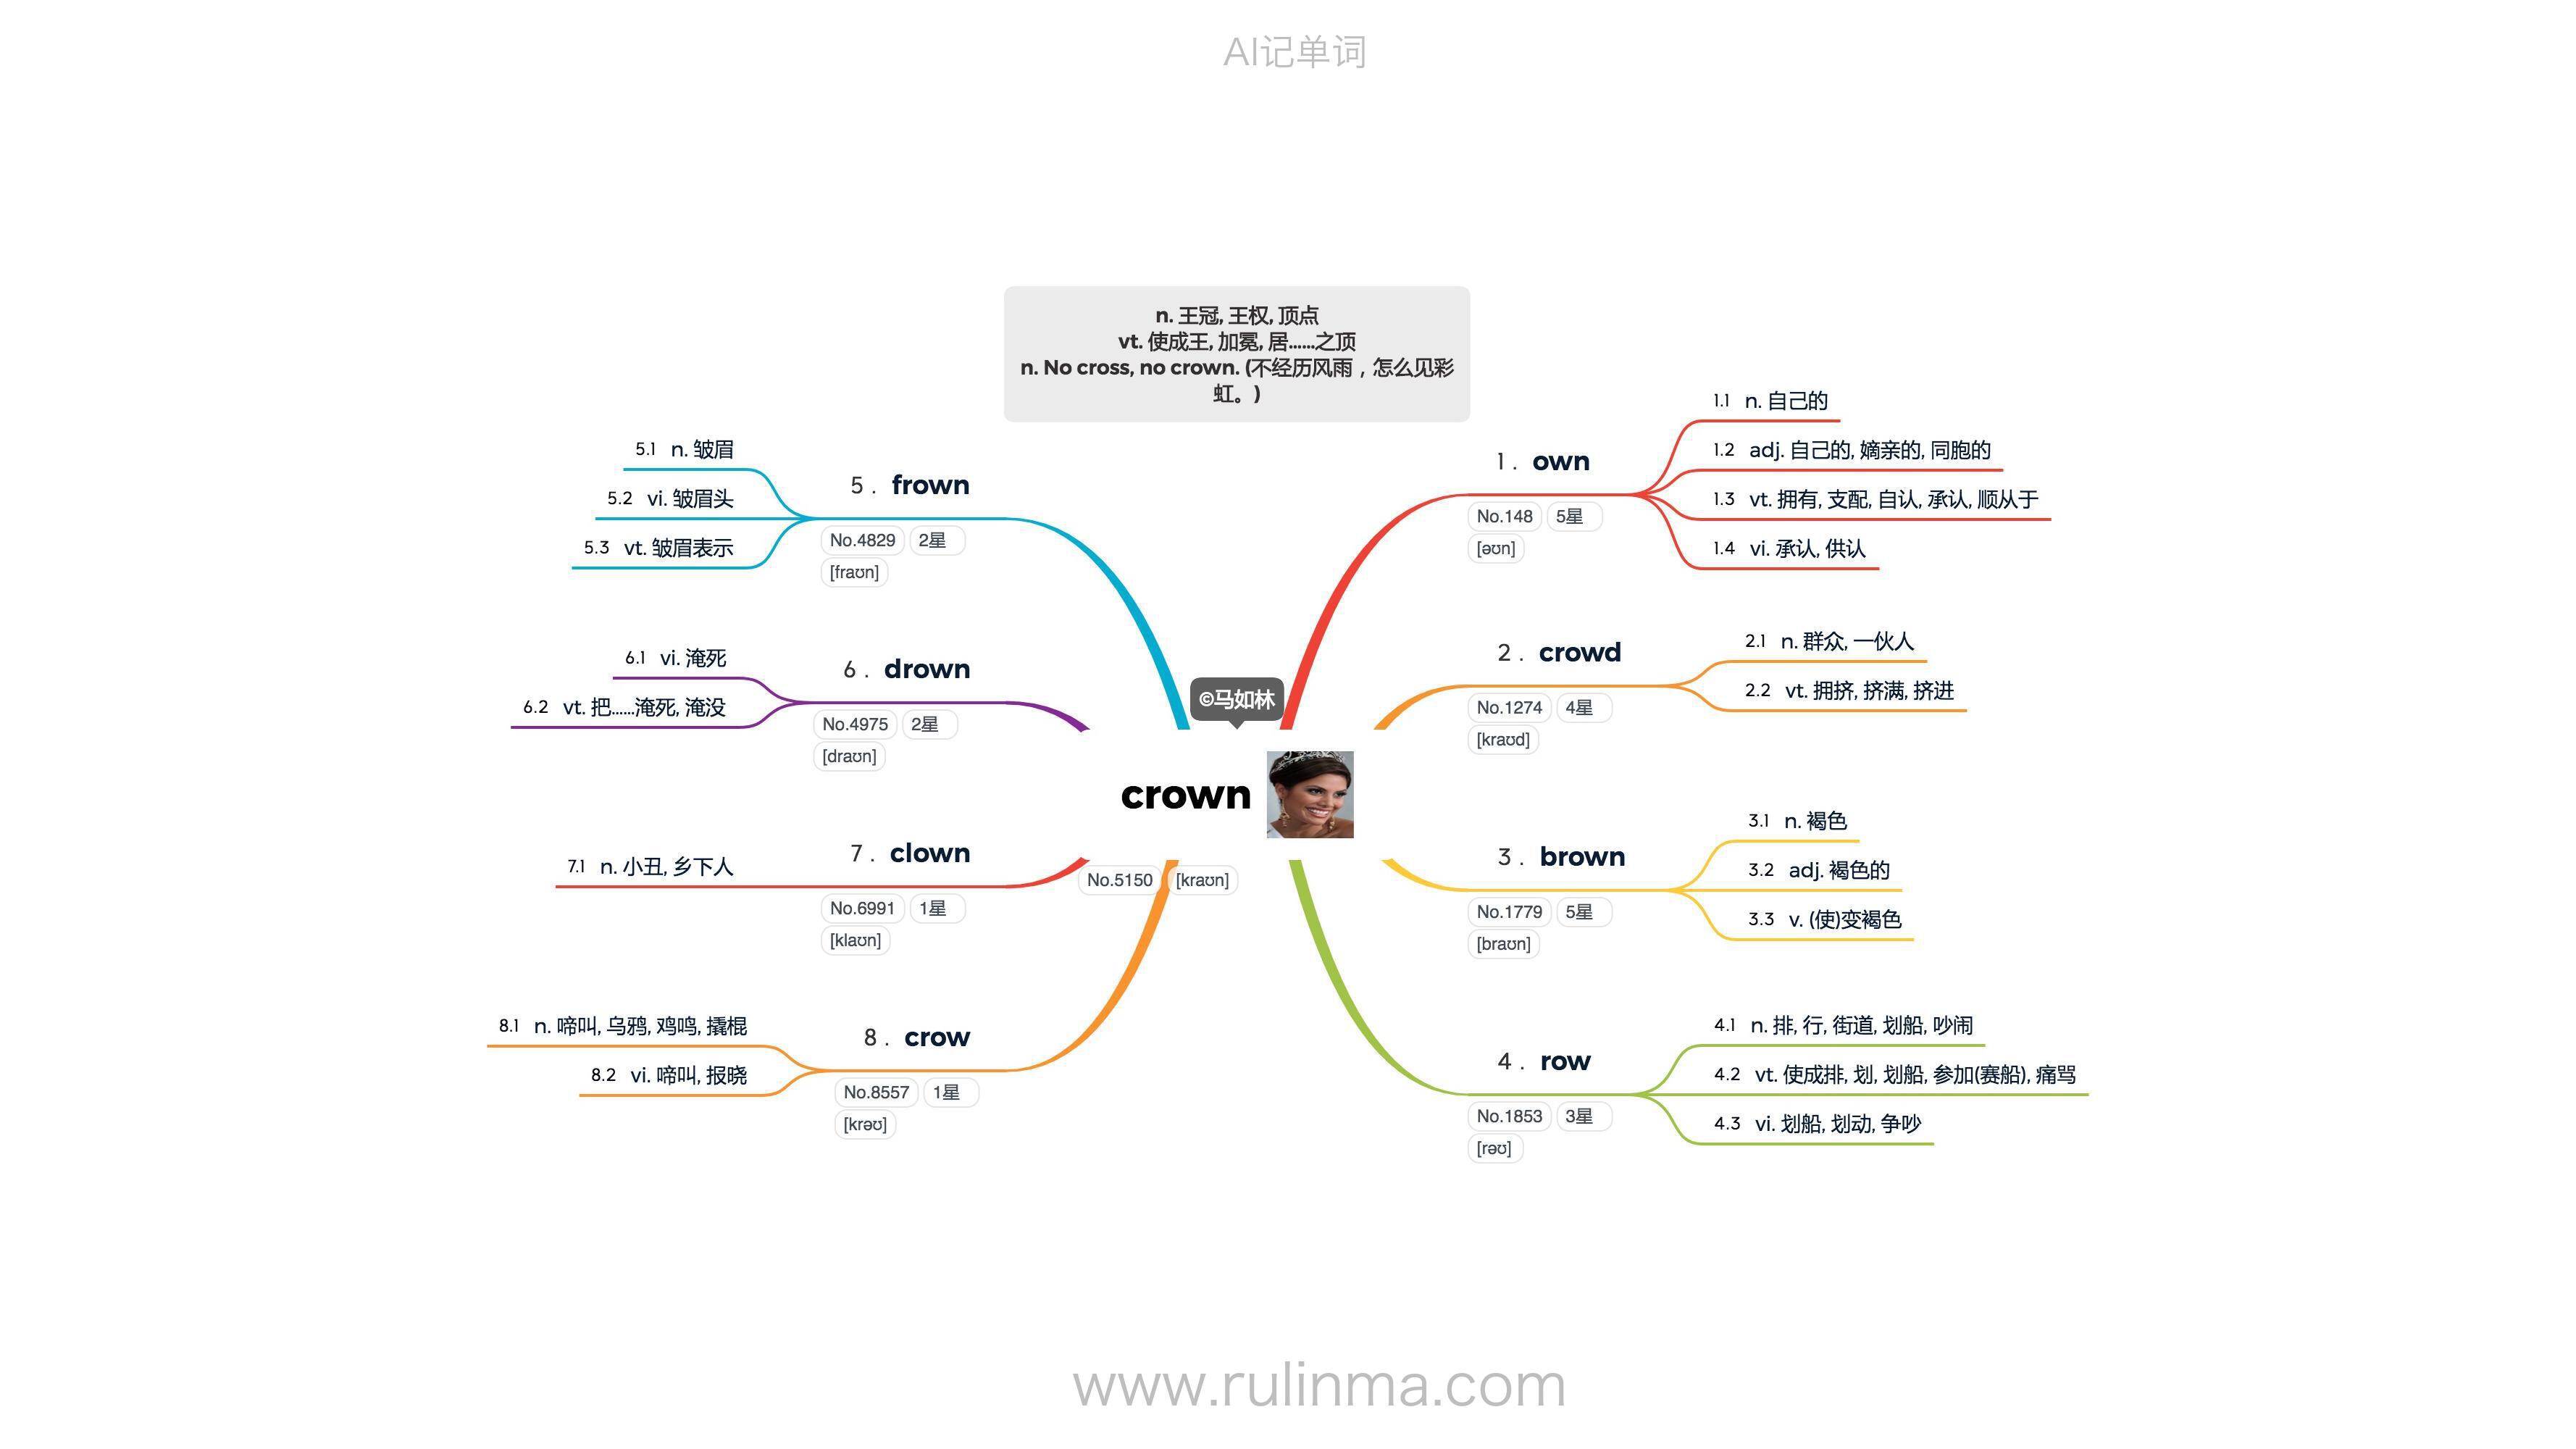 AI记单词
n. 王冠, 王权, 顶点
vt. 使成王, 加冕, 居......之顶
n. No cross, no crown. (不经历风雨，怎么见彩
虹。)
©马如林
crown
No.5150 [kraʊn]
1. own
No.148 5星
[əʊn]
1.1 n. 自己的
1.2 adj. 自己的, 嫡亲的, 同胞的
1.3 vt. 拥有, 支配, 自认, 承认, 顺从于
1.4 vi. 承认, 供认
2. crowd
No.1274 4星
[kraʊd]
2.1 n. 群众, 一伙人
2.2 vt. 拥挤, 挤满, 挤进
3. brown
No.1779 5星
[braʊn]
3.1 n. 褐色
3.2 adj. 褐色的
3.3 v. (使)变褐色
4. row
No.1853 3星
[rəʊ]
4.1 n. 排, 行, 街道, 划船, 吵闹
4.2 vt. 使成排, 划, 划船, 参加(赛船), 痛骂
4.3 vi. 划船, 划动, 争吵
5. frown
No.4829 2星
[fraʊn]
5.1 n. 皱眉
5.2 vi. 皱眉头
5.3 vt. 皱眉表示
6. drown
No.4975 2星
[draʊn]
6.1 vi. 淹死
6.2 vt. 把......淹死, 淹没
7. clown
No.6991 1星
[klaʊn]
7.1 n. 小丑, 乡下人
8. crow
No.8557 1星
[krəʊ]
8.1 n. 啼叫, 乌鸦, 鸡鸣, 撬棍
8.2 vi. 啼叫, 报晓
www.rulinma.com